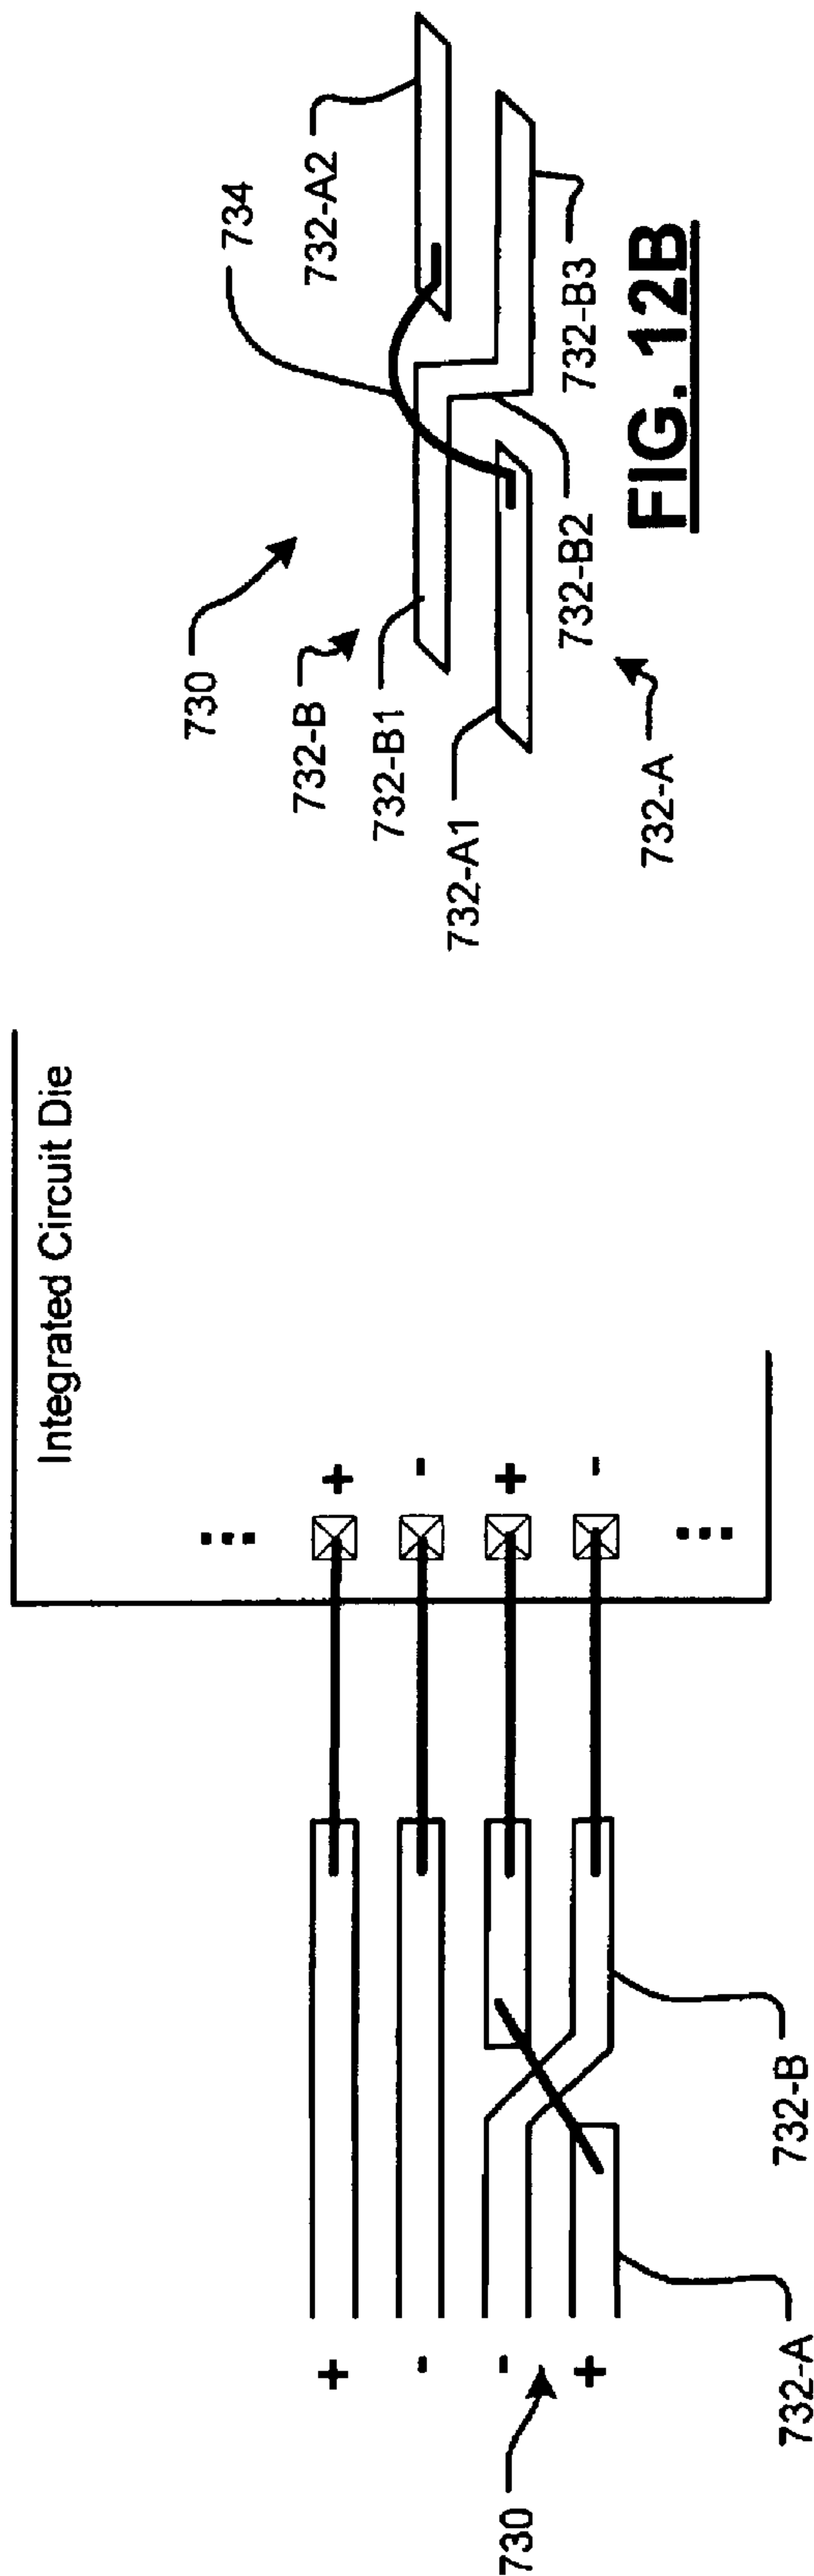 Integrated Circuit Die
+
-
+
-
+
-
-
+
730
732-A
732-B
730
734
732-A2
732-B
732-B1
732-A1
732-B2
732-B3
732-A
FIG. 12B